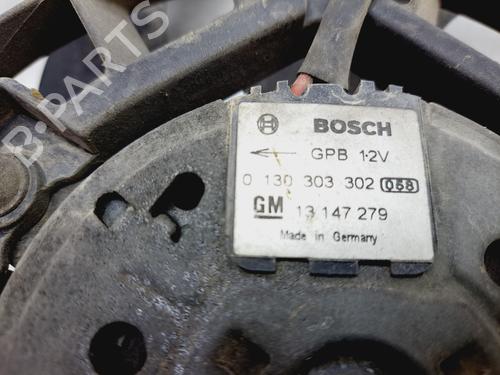 B-PARTS
BOSCH
GPB 12V
0 130 303 302 058
GM 13 147 279
Made in Germany